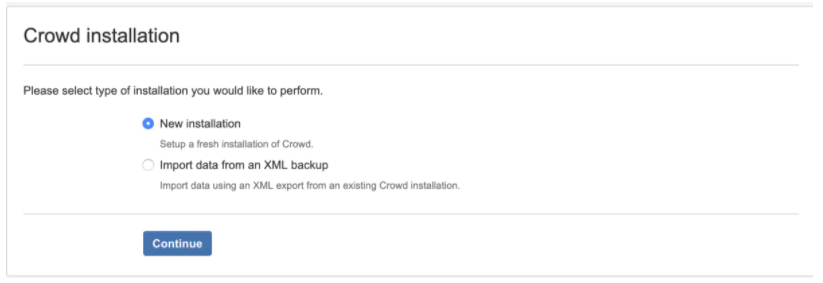 Crowd installation
Please select type of installation you would like to perform.
New installation
Setup a fresh installation of Crowd.
Import data from an XML backup
Import data using an XML export from an existing Crowd installation.
Continue